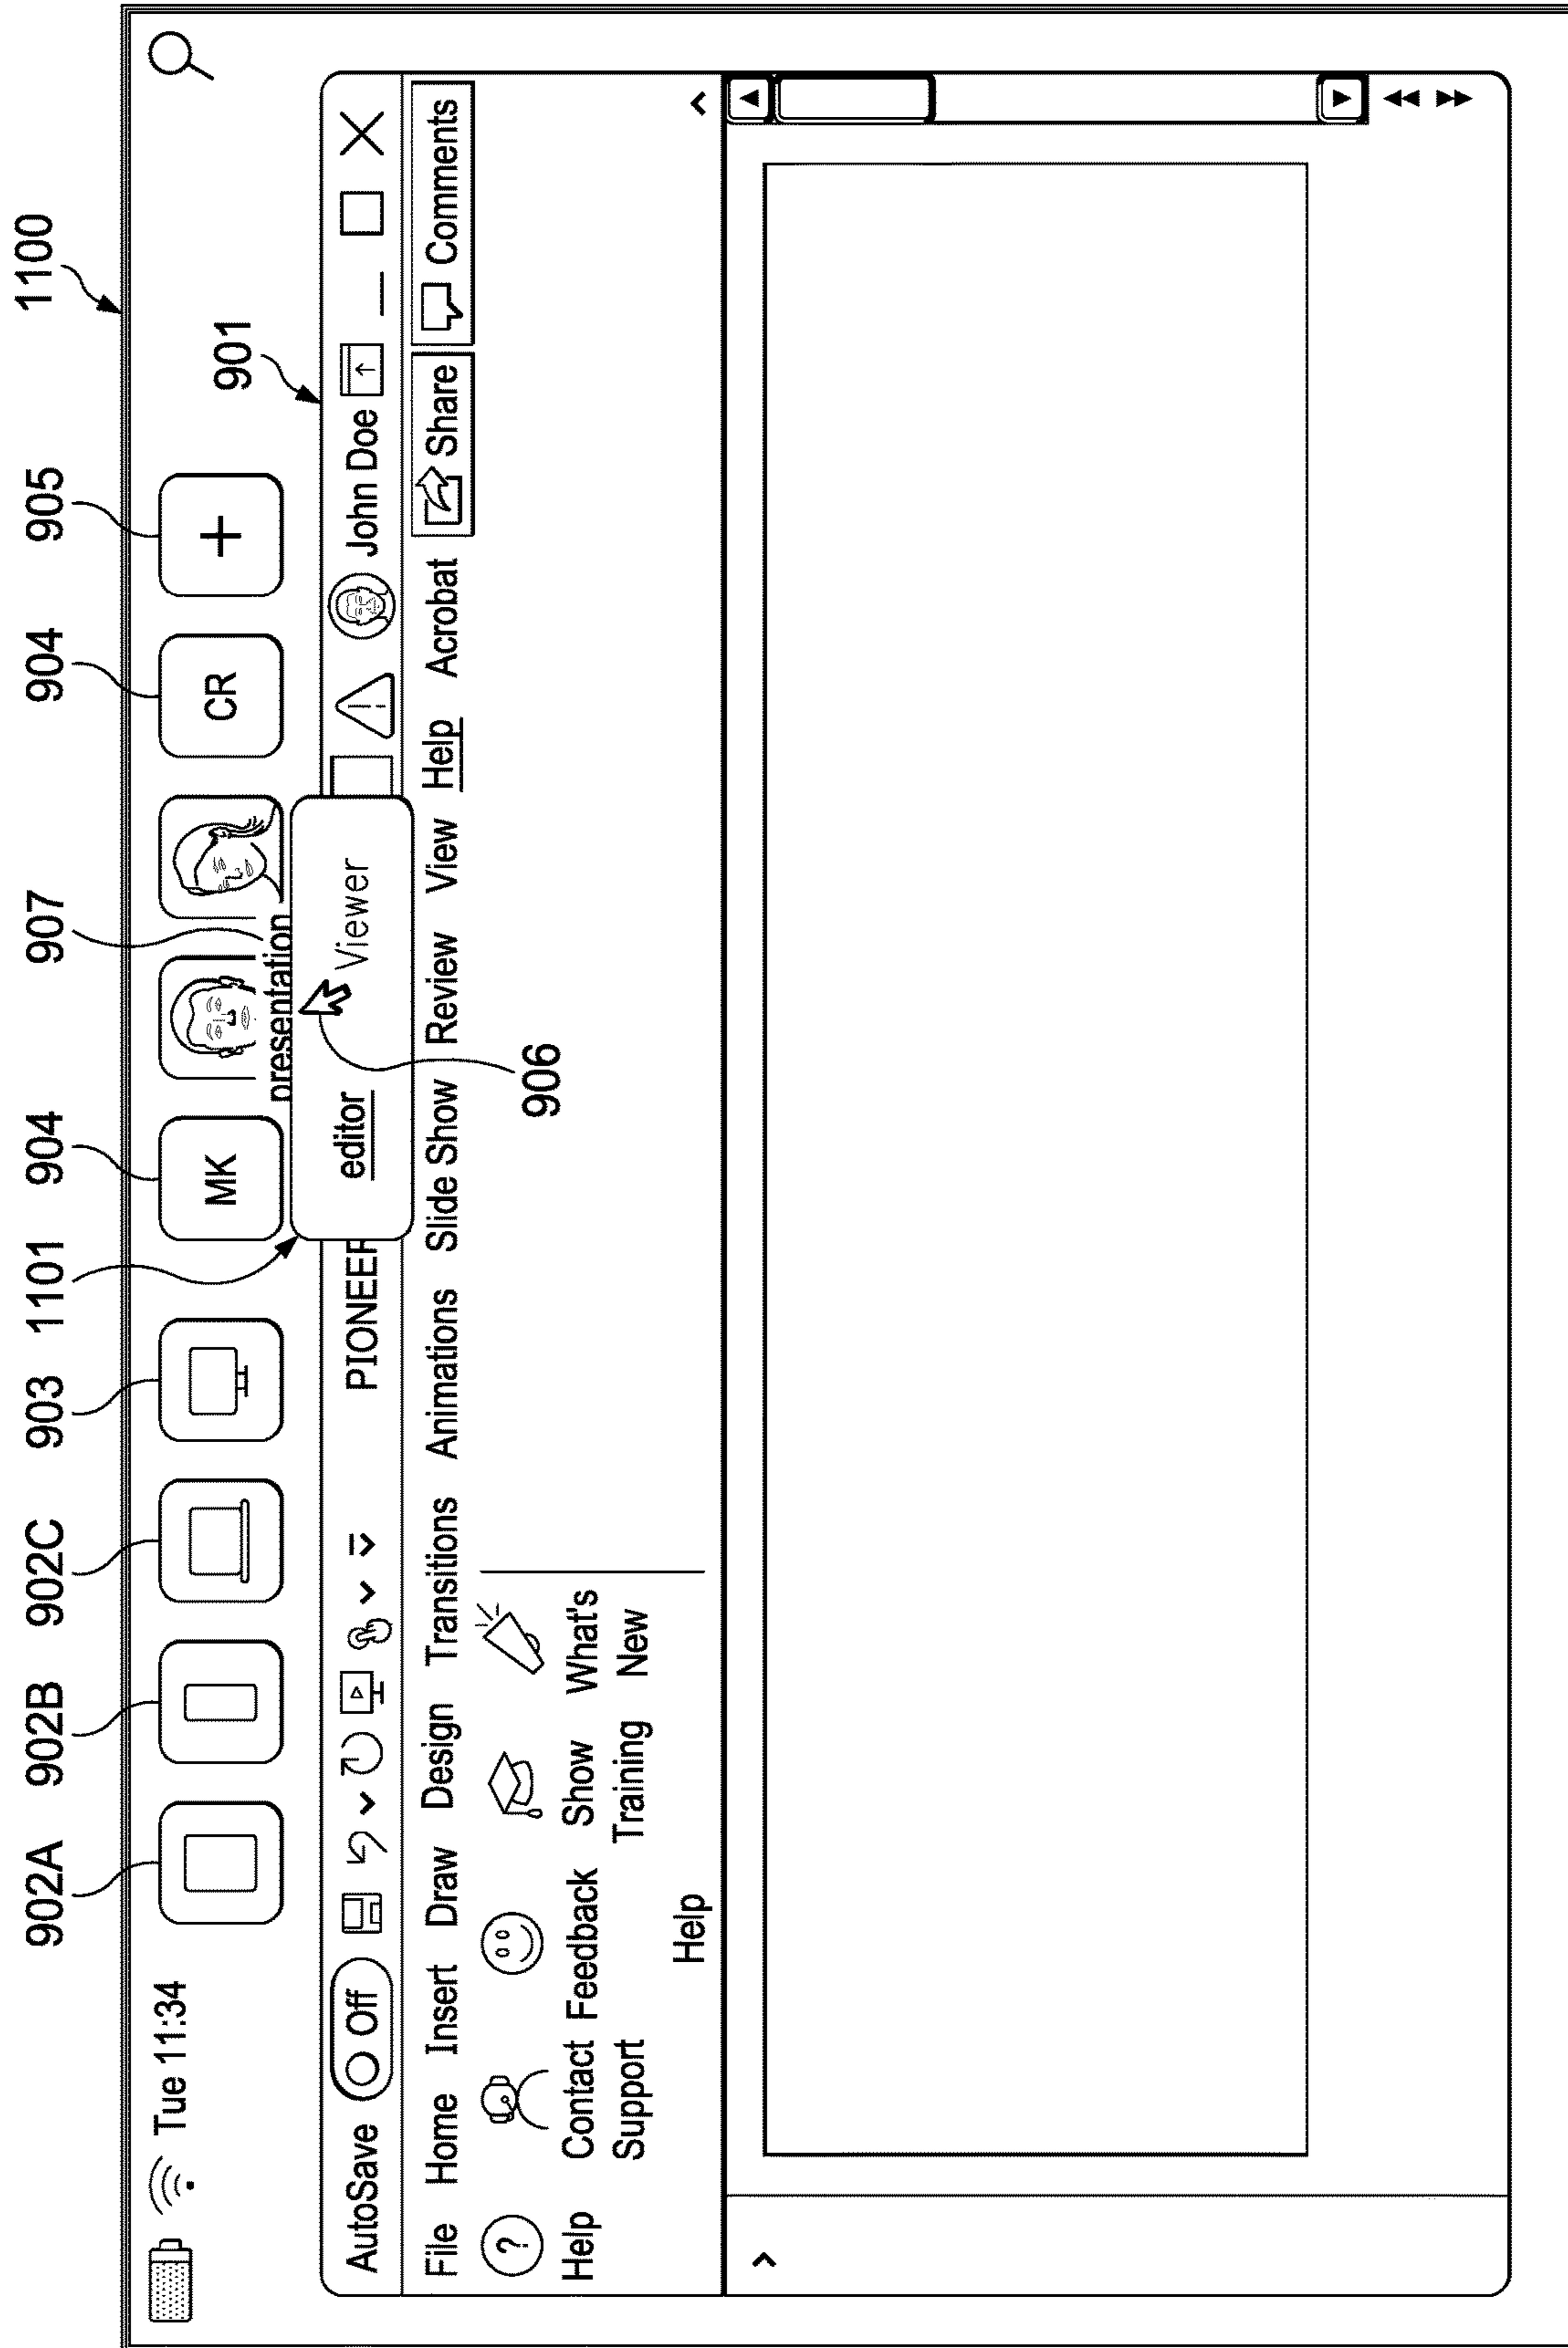 1100
902A 902B 902C 903 1101 904 907 904 905
901
Tue 11:34
MK CR +
presentation
editor Viewer
906
AutoSave Off PIONEER John Doe
File Home Insert Draw Design Transitions Animations Slide Show Review View Help Acrobat Share Comments
? 
Help Contact Feedback Show What's
Support Training New
Help